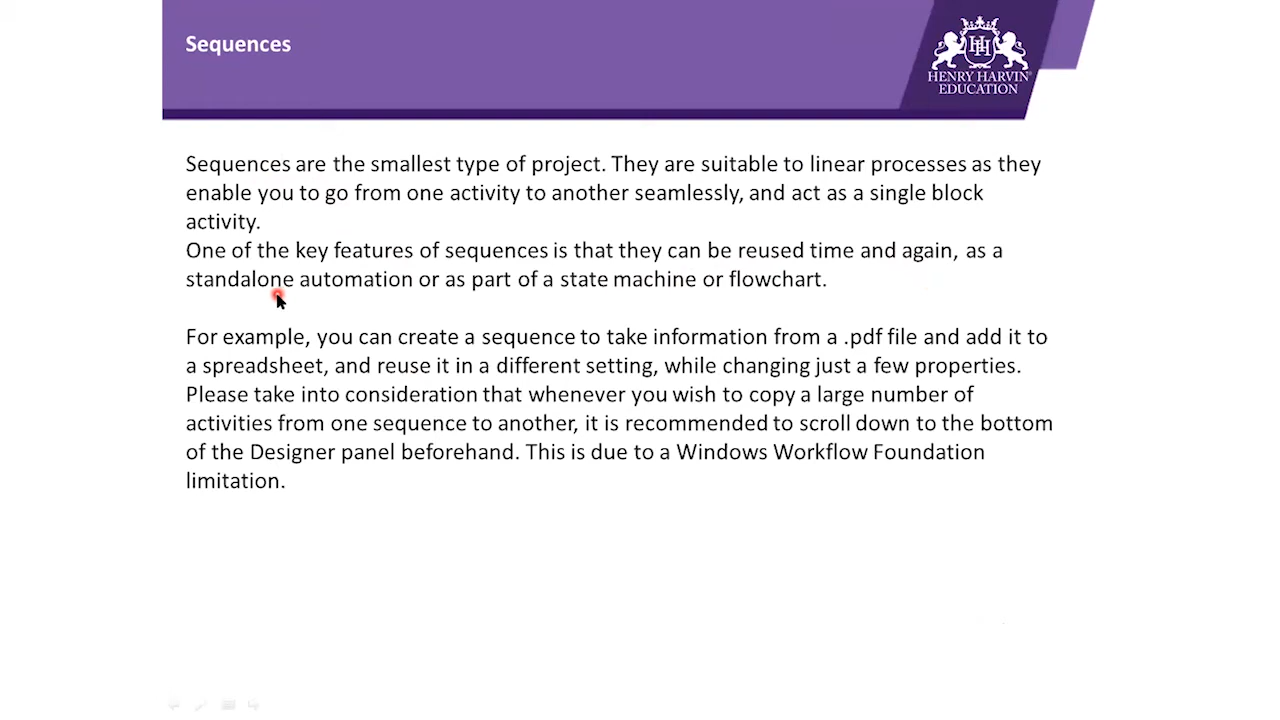 Sequences
HENRY HARVIN®
EDUCATION
Sequences are the smallest type of project. They are suitable to linear processes as they
enable you to go from one activity to another seamlessly, and act as a single block
activity.
One of the key features of sequences is that they can be reused time and again, as a
standalone automation or as part of a state machine or flowchart.
For example, you can create a sequence to take information from a .pdf file and add it to
a spreadsheet, and reuse it in a different setting, while changing just a few properties.
Please take into consideration that whenever you wish to copy a large number of
activities from one sequence to another, it is recommended to scroll down to the bottom
of the Designer panel beforehand. This is due to a Windows Workflow Foundation
limitation.